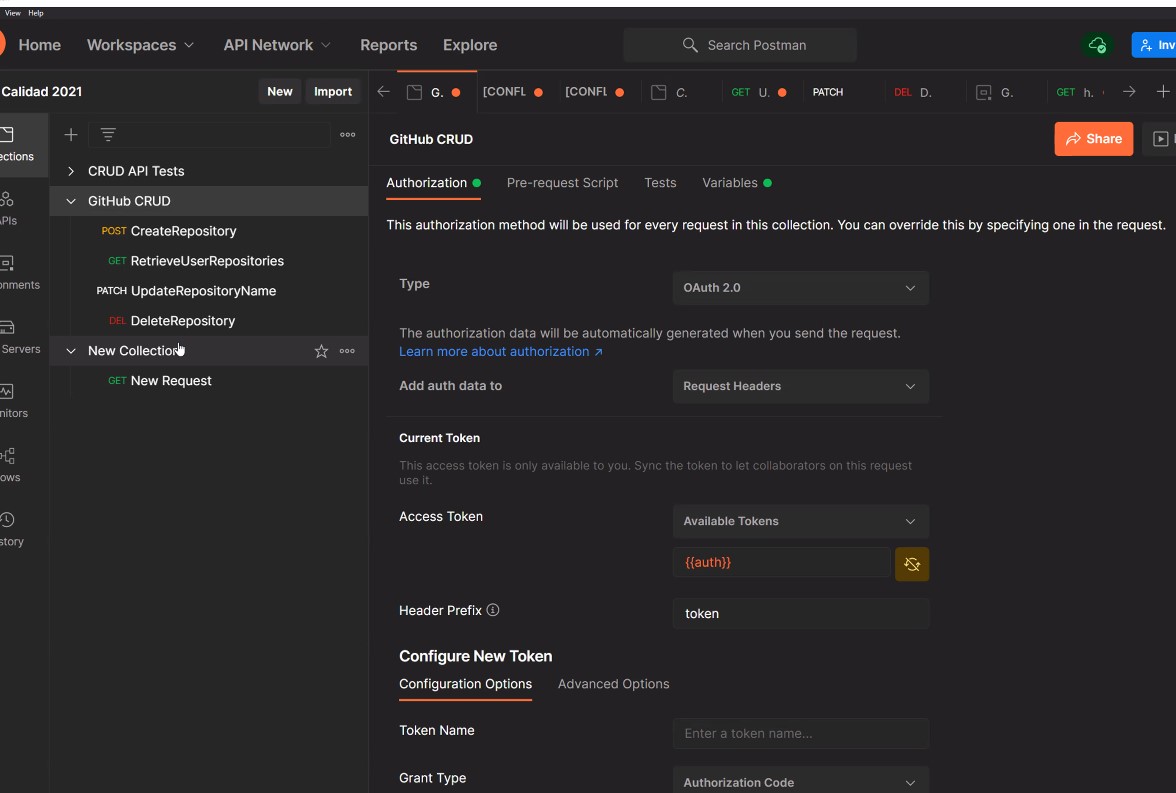 View Help
Home Workspaces API Network Reports Explore Search Postman Inv
Calidad 2021 New Import G. [CONFL [CONFL C. GET U. PATCH DEL D. G. GET h.
GitHub CRUD Share
ections
CRUD API Tests
GitHub CRUD
POST CreateRepository
GET RetrieveUserRepositories
PATCH UpdateRepositoryName
DEL DeleteRepository
New Collection
GET New Request
APIs
onments
Servers
nitors
ows
story
Authorization Pre-request Script Tests Variables
This authorization method will be used for every request in this collection. You can override this by specifying one in the request.
Type OAuth 2.0
The authorization data will be automatically generated when you send the request.
Learn more about authorization ↗
Add auth data to Request Headers
Current Token
This access token is only available to you. Sync the token to let collaborators on this request
use it.
Access Token Available Tokens
{{auth}}
Header Prefix token
Configure New Token
Configuration Options Advanced Options
Token Name Enter a token name...
Grant Type Authorization Code